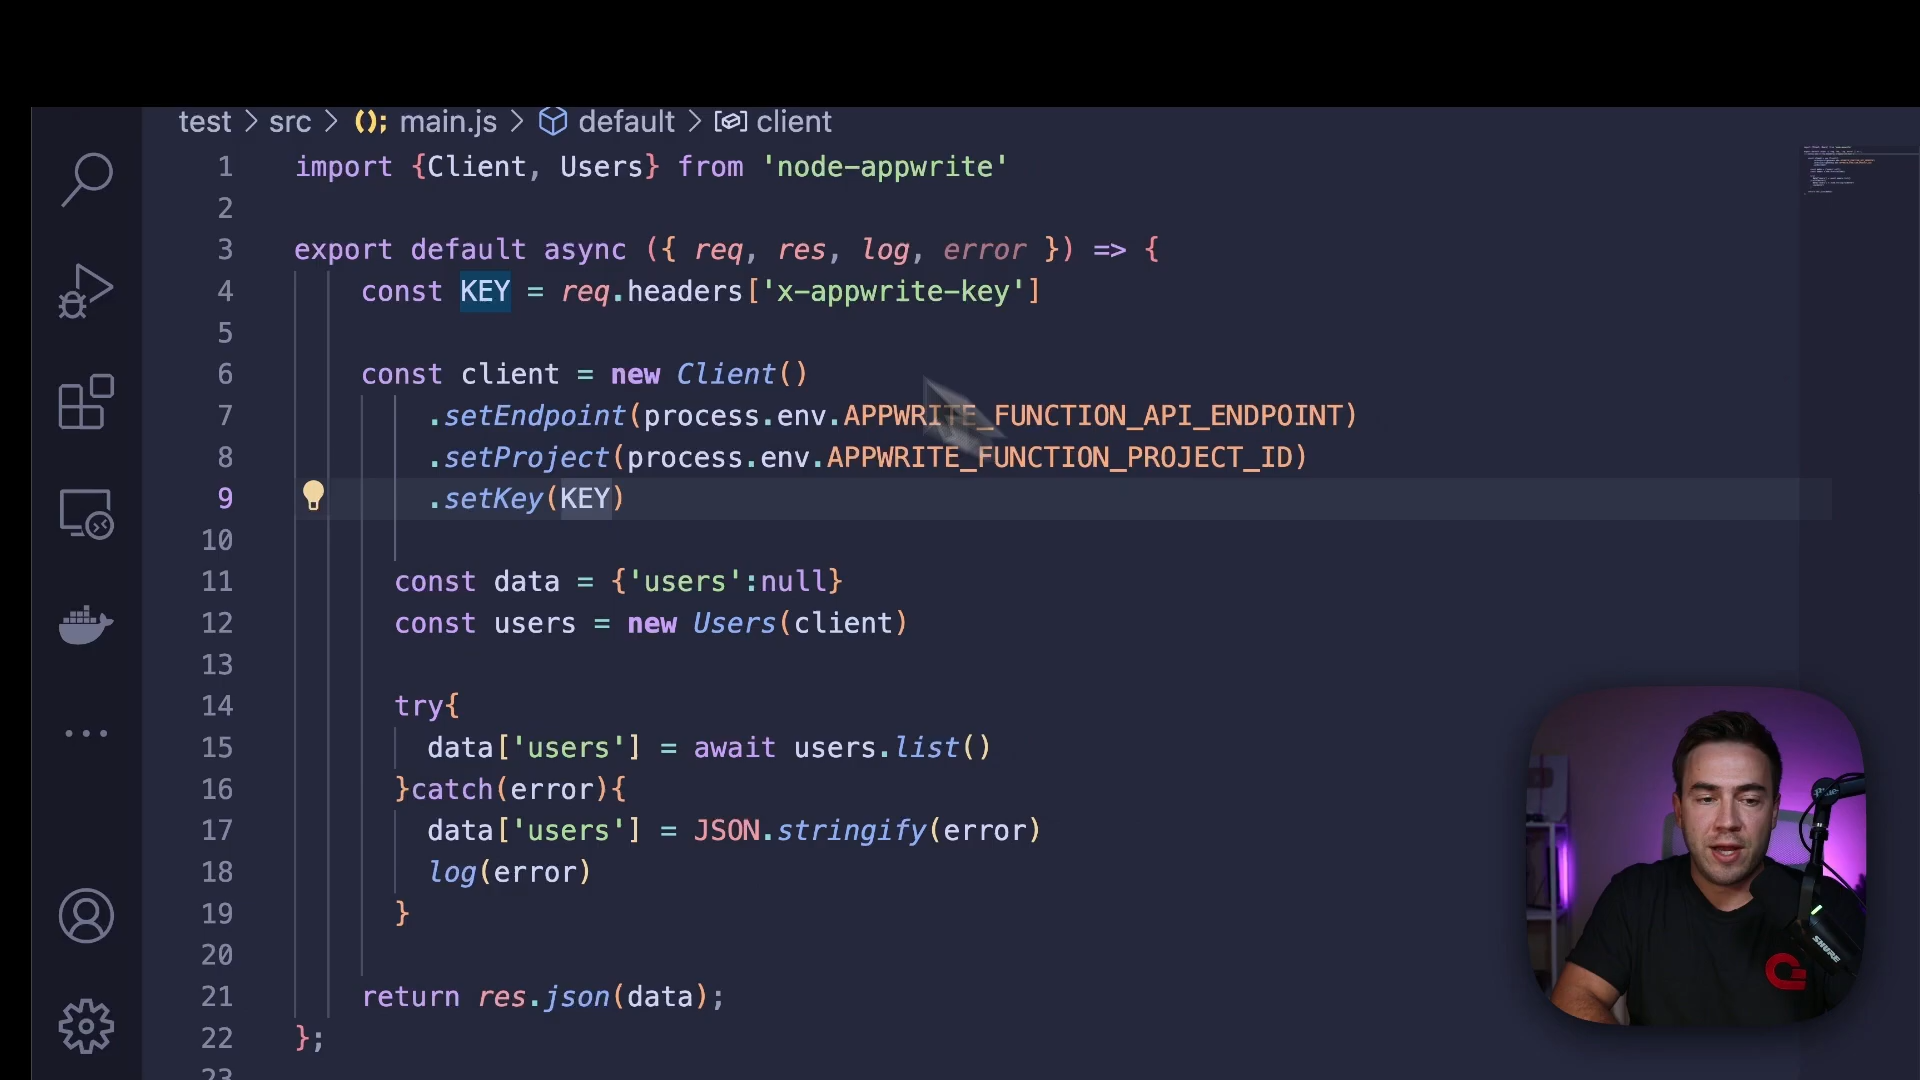 test > src > (); main.js > default > client
1 import {Client, Users} from 'node-appwrite'
2
3 export default async ({ req, res, log, error }) => {
4 const KEY = req.headers['x-appwrite-key']
5
6 const client = new Client()
7 .setEndpoint(process.env.APPWRITE_FUNCTION_API_ENDPOINT)
8 .setProject(process.env.APPWRITE_FUNCTION_PROJECT_ID)
9 .setKey(KEY)
10
11 const data = {'users':null}
12 const users = new Users(client)
13
14 try{
15 data['users'] = await users.list()
16 }catch(error){
17 data['users'] = JSON.stringify(error)
18 log(error)
19 }
20
21 return res.json(data);
22 };
23
SHURE